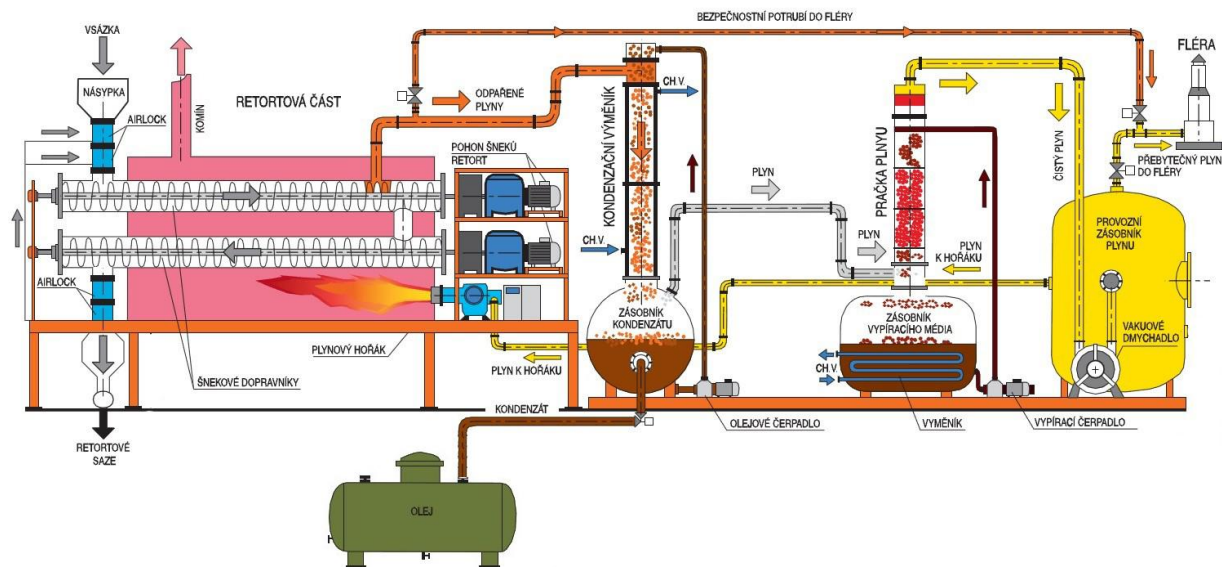 VSÁZKA
NÁSYPKA
AIRLOCK
KOMÍN
RETORTOVÁ ČÁST
ODPAŘENÉ
PLYNY
POHON ŠNEKŮ
RETORT
BEZPEČNOSTNÍ POTRUBÍ DO FLÉRY
FLÉRA
CH.V.
KONDENZAČNÍ VÝMĚNÍK
CH.V.
PLYN
PRAČKA PLNYU
PLYN
PLYN
K HOŘÁKU
ČISTÝ PLYN
PŘEBYTEČNÝ PLYN
DO FLÉRY
PROVOZNÍ
ZÁSOBNÍK
PLYNU
AIRLOCK
ZÁSOBNÍK
KONDENZÁTU
ZÁSOBNÍK
VYPÍRACÍHO MÉDIA
VAKUOVÉ
DMYCHADLO
PLYNOVÝ HOŘÁK
PLYN K HOŘÁKU
CH.V.
ŠNEKOVÉ DOPRAVNÍKY
KONDENZÁT
OLEJOVÉ ČERPADLO
VYMĚNÍK
VYPÍRACÍ ČERPADLO
RETORTOVÉ
SAZE
OLEJ